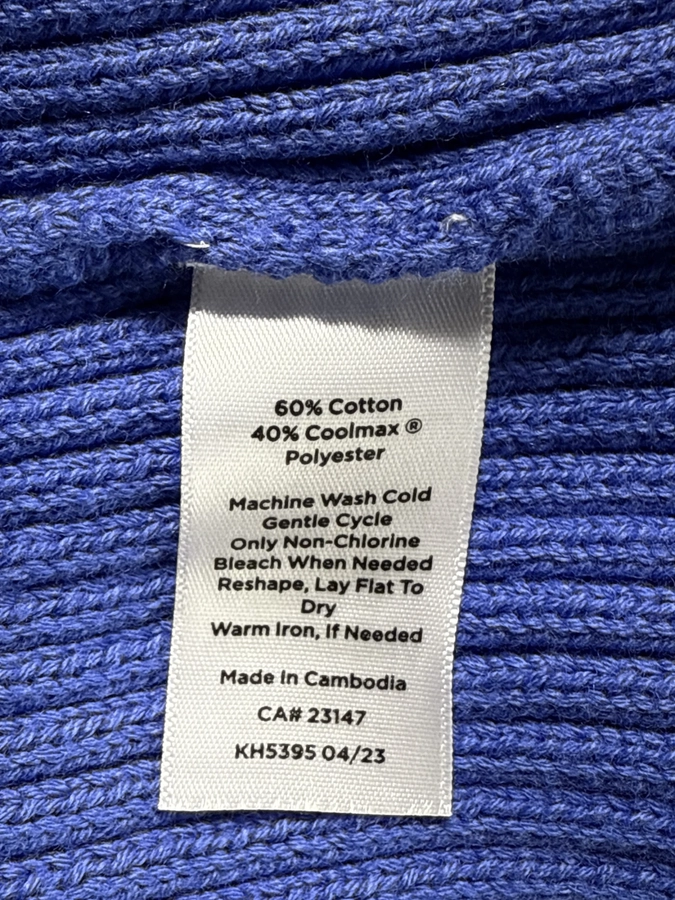 60% Cotton
40% Coolmax ®
Polyester
Machine Wash Cold
Gentle Cycle
Only Non-Chlorine
Bleach When Needed
Reshape, Lay Flat To
Dry
Warm Iron, If Needed
Made In Cambodia
CA# 23147
KH5395 04/23